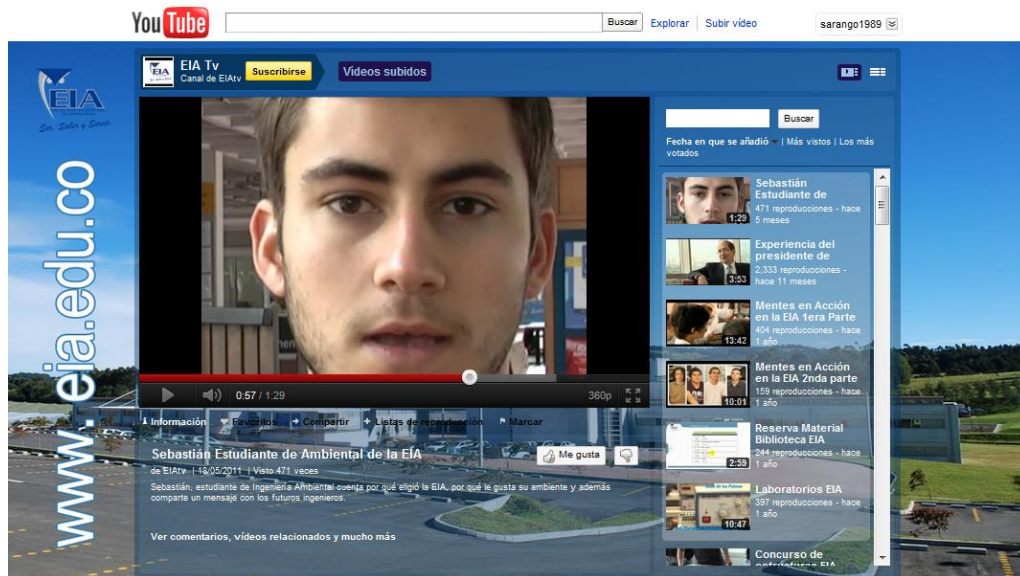 You Tube
Buscar
Explorar
Subir vídeo
sarango1989
EIA
Ser, Saber y Servir
www.eia.edu.co
EIA
EIA Tv
Canal de EIAtv
Suscribirse
Vídeos subidos
0:57 / 1:29
360p
Información
Favoritos
Compartir
Listas de reproducción
Marcar
Sebastián Estudiante de Ambiental de la EIA
de EIAtv | 18/05/2011 | Visto 471 veces
Me gusta
Sebastián, estudiante de Ingeniería Ambiental cuenta por qué eligió la EIA, por qué le gusta su ambiente y además
comparte un mensaje con los futuros ingenieros.
Ver comentarios, vídeos relacionados y mucho más
Buscar
Fecha en que se añadió | Más vistos | Los más
votados
1:29
Sebastián
Estudiante de
471 reproducciones - hace
5 meses
3:53
Experiencia del
presidente de
2,333 reproducciones -
hace 11 meses
13:42
Mentes en Acción
en la EIA 1era Parte
404 reproducciones - hace
1 año
10:01
Mentes en Acción
en la EIA 2nda parte
159 reproducciones - hace
1 año
2:59
Reserva Material
Biblioteca EIA
244 reproducciones - hace
1 año
10:47
Laboratorios EIA
397 reproducciones - hace
1 año
Concurso de
estructuras EIA